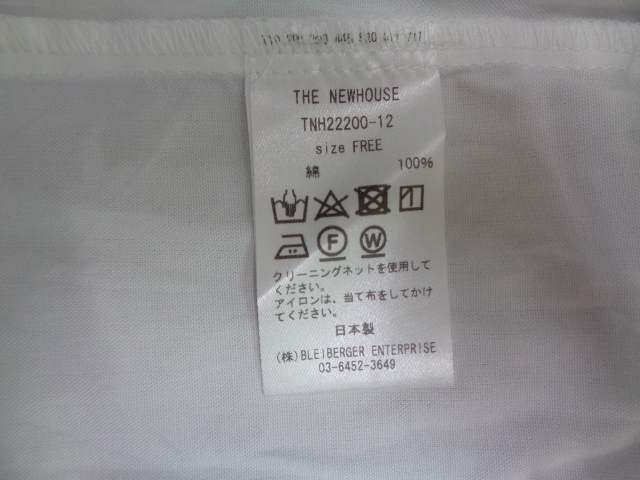 THE NEWHOUSE
TNH22200-12
size FREE
綿 100%
F W
クリーニングネットを使用して
ください。
アイロンは、当て布をしてかけ
てください。
日本製
(株)BLEIBERGER ENTERPRISE
03-6452-3649